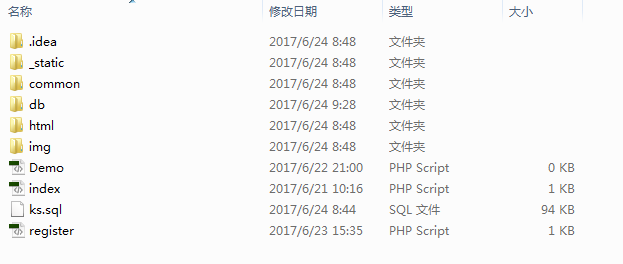 名称 修改日期 类型 大小
.idea 2017/6/24 8:48 文件夹
_static 2017/6/24 8:48 文件夹
common 2017/6/24 8:48 文件夹
db 2017/6/24 9:28 文件夹
html 2017/6/24 8:48 文件夹
img 2017/6/24 8:48 文件夹
Demo 2017/6/22 21:00 PHP Script 0 KB
index 2017/6/21 10:16 PHP Script 1 KB
ks.sql 2017/6/24 8:44 SQL 文件 94 KB
register 2017/6/23 15:35 PHP Script 1 KB